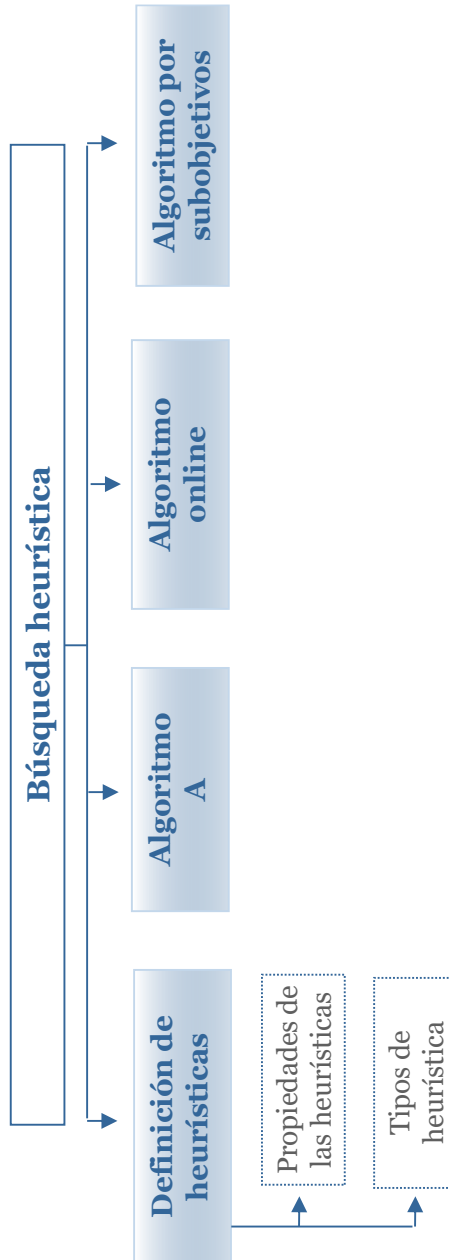 Búsqueda heurística
Definición de
heurísticas
Propiedades de
las heurísticas
Tipos de
heurística
Algoritmo
A
Algoritmo
online
Algoritmo por
subobjetivos